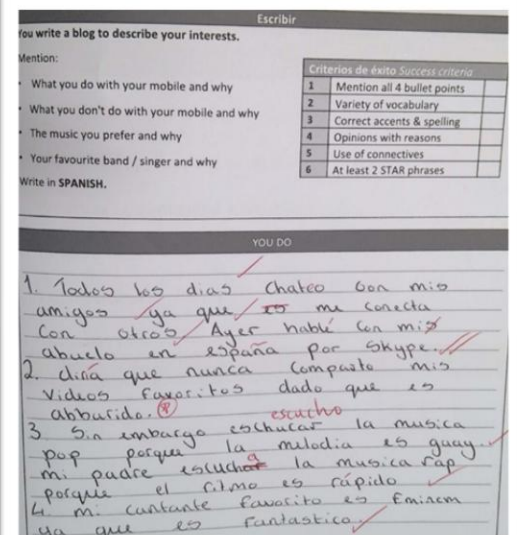 Escribir
You write a blog to describe your interests.
Mention:
• What you do with your mobile and why
• What you don't do with your mobile and why
• The music you prefer and why
• Your favourite band / singer and why
Write in SPANISH.
Criterios de éxito Success criteria
1 Mention all 4 bullet points
2 Variety of vocabulary
3 Correct accents & spelling
4 Opinions with reasons
5 Use of connectives
6 At least 2 STAR phrases
YOU DO
1. Todos los dias Chateo con mis
amigos ya que es me conecta
Con otros Ayer hablé Con mis
abuelo en españa por Skype.
2. diria que nunca Comparto mis
Videos favoritos dado que es
abburido.
escucho
3 Sin embargo eschucar la musica
pop porque la melodia es guay.
mi padre escucha la musica rap
porque el ritmo es rápido
4. mi cantante favorito es Eminem
ya que es fantastico.